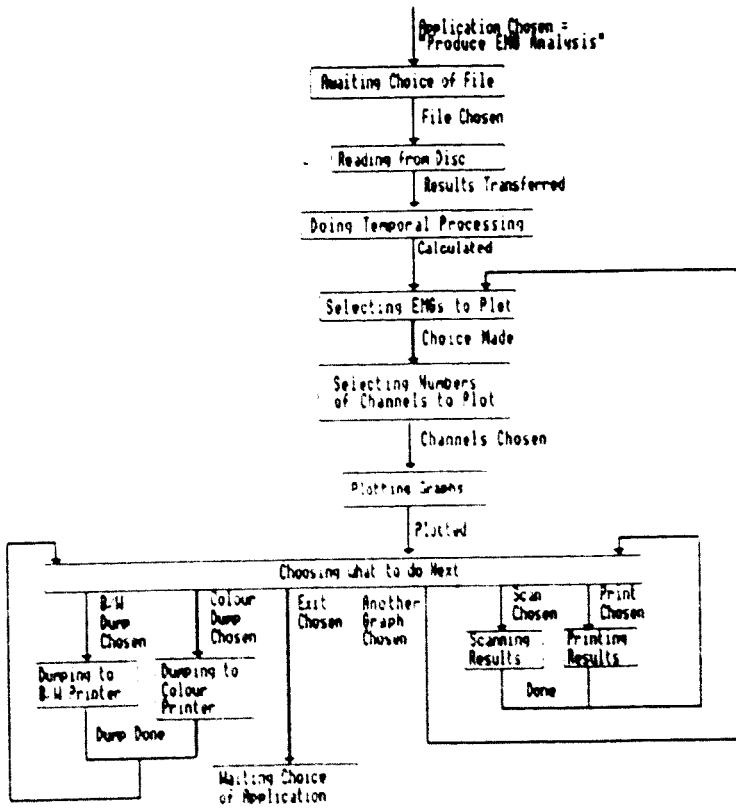 Application Chosen =
"Produce EMG Analysis"
Awaiting Choice of File
File Chosen
Reading from Disc
Results Transferred
Doing Temporal Processing
Calculated
Selecting EMGs to Plot
Choice Made
Selecting Numbers
of Channels to Plot
Channels Chosen
Plotting Graphs
Plotted
Choosing what to do Next
B/W
Dump
Chosen
Colour
Dump
Chosen
Exit
Chosen
Another
Graph
Chosen
Scan
Chosen
Print
Chosen
Dumping to
B/W Printer
Dumping to
Colour
Printer
Scanning
Results
Printing
Results
Done
Dump Done
Waiting Choice
of Application